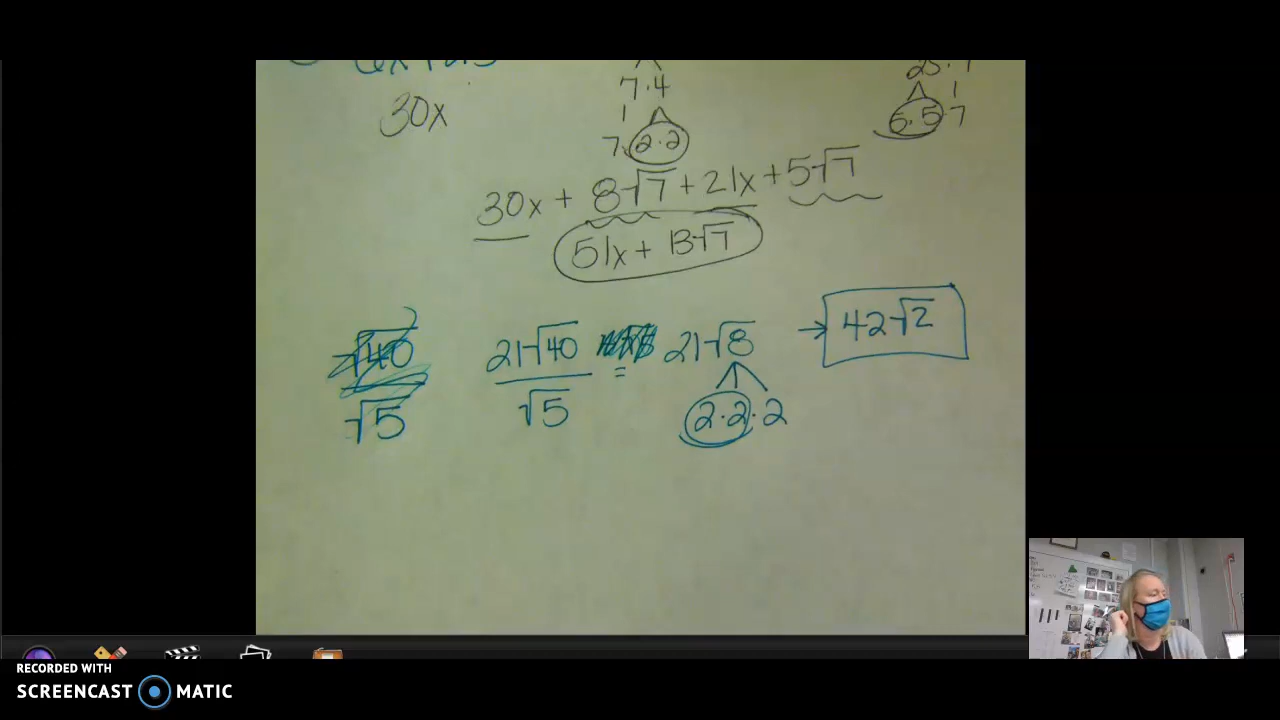 30x
7·4
7·2·2
5·5·7
30x + 8√7 + 21x + 5√7
51x + 13√7
√40 / √5
21√40 / √5 = 21√8 → 42√2
2·2·2
RECORDED WITH
SCREENCAST MATIC